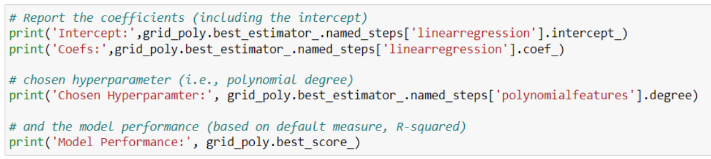 # Report the coefficients (including the intercept)
print('Intercept:',grid_poly.best_estimator_.named_steps['linearregression'].intercept_)
print('Coefs:',grid_poly.best_estimator_.named_steps['linearregression'].coef_)
# chosen hyperparameter (i.e., polynomial degree)
print('Chosen Hyperparamter:', grid_poly.best_estimator_.named_steps['polynomialfeatures'].degree)
# and the model performance (based on default measure, R-squared)
print('Model Performance:', grid_poly.best_score_)